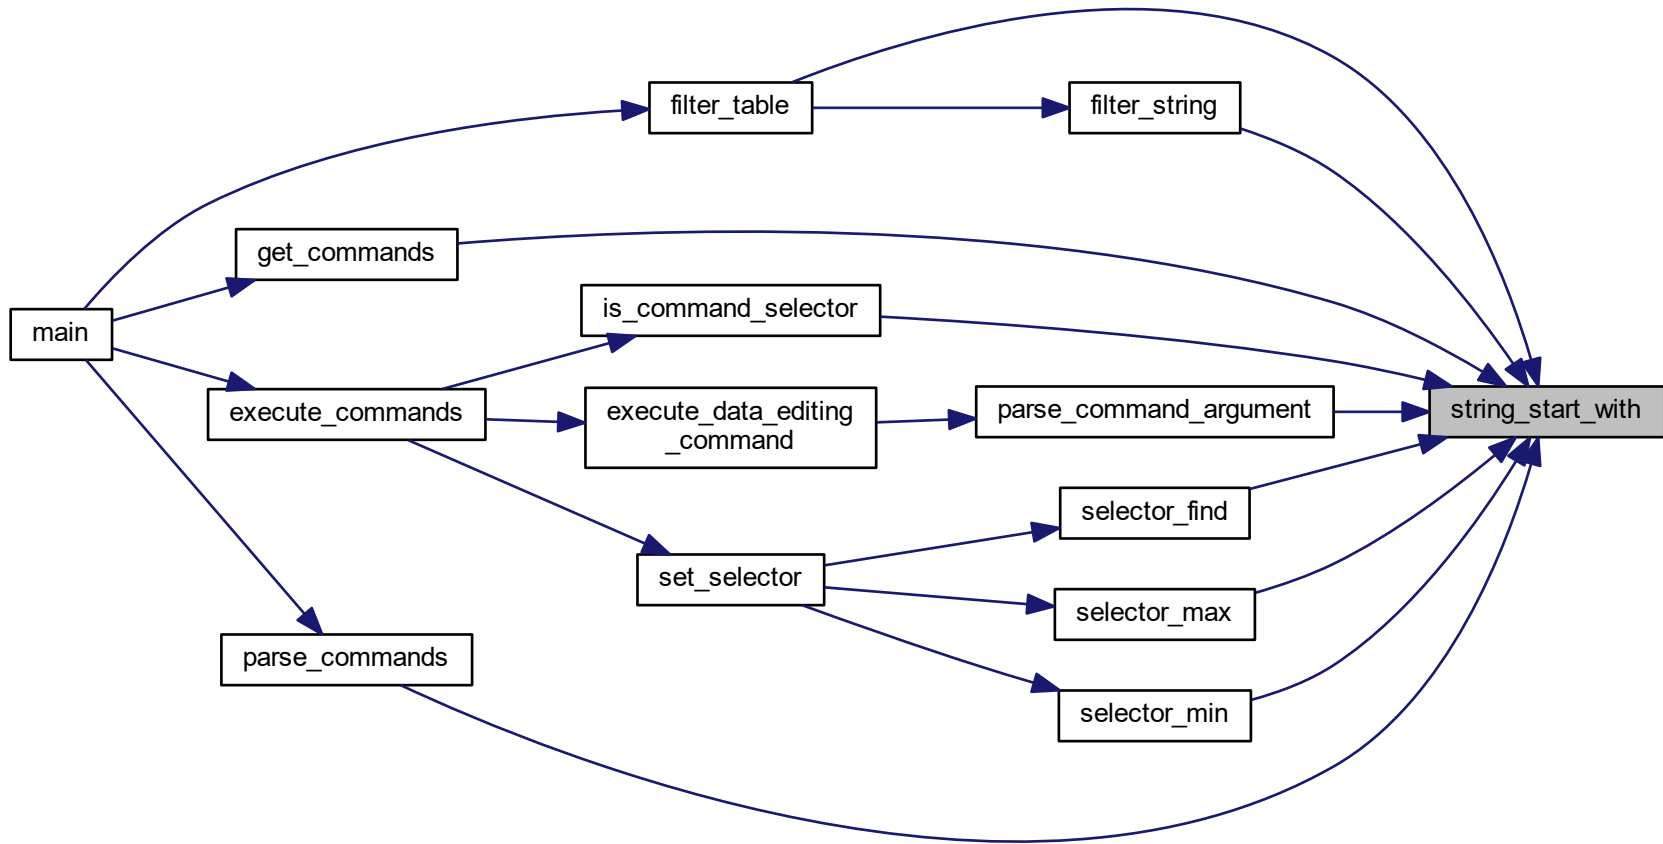 filter_table
filter_string
get_commands
is_command_selector
main
execute_commands
execute_data_editing
_command
parse_command_argument
string_start_with
selector_find
set_selector
selector_max
parse_commands
selector_min